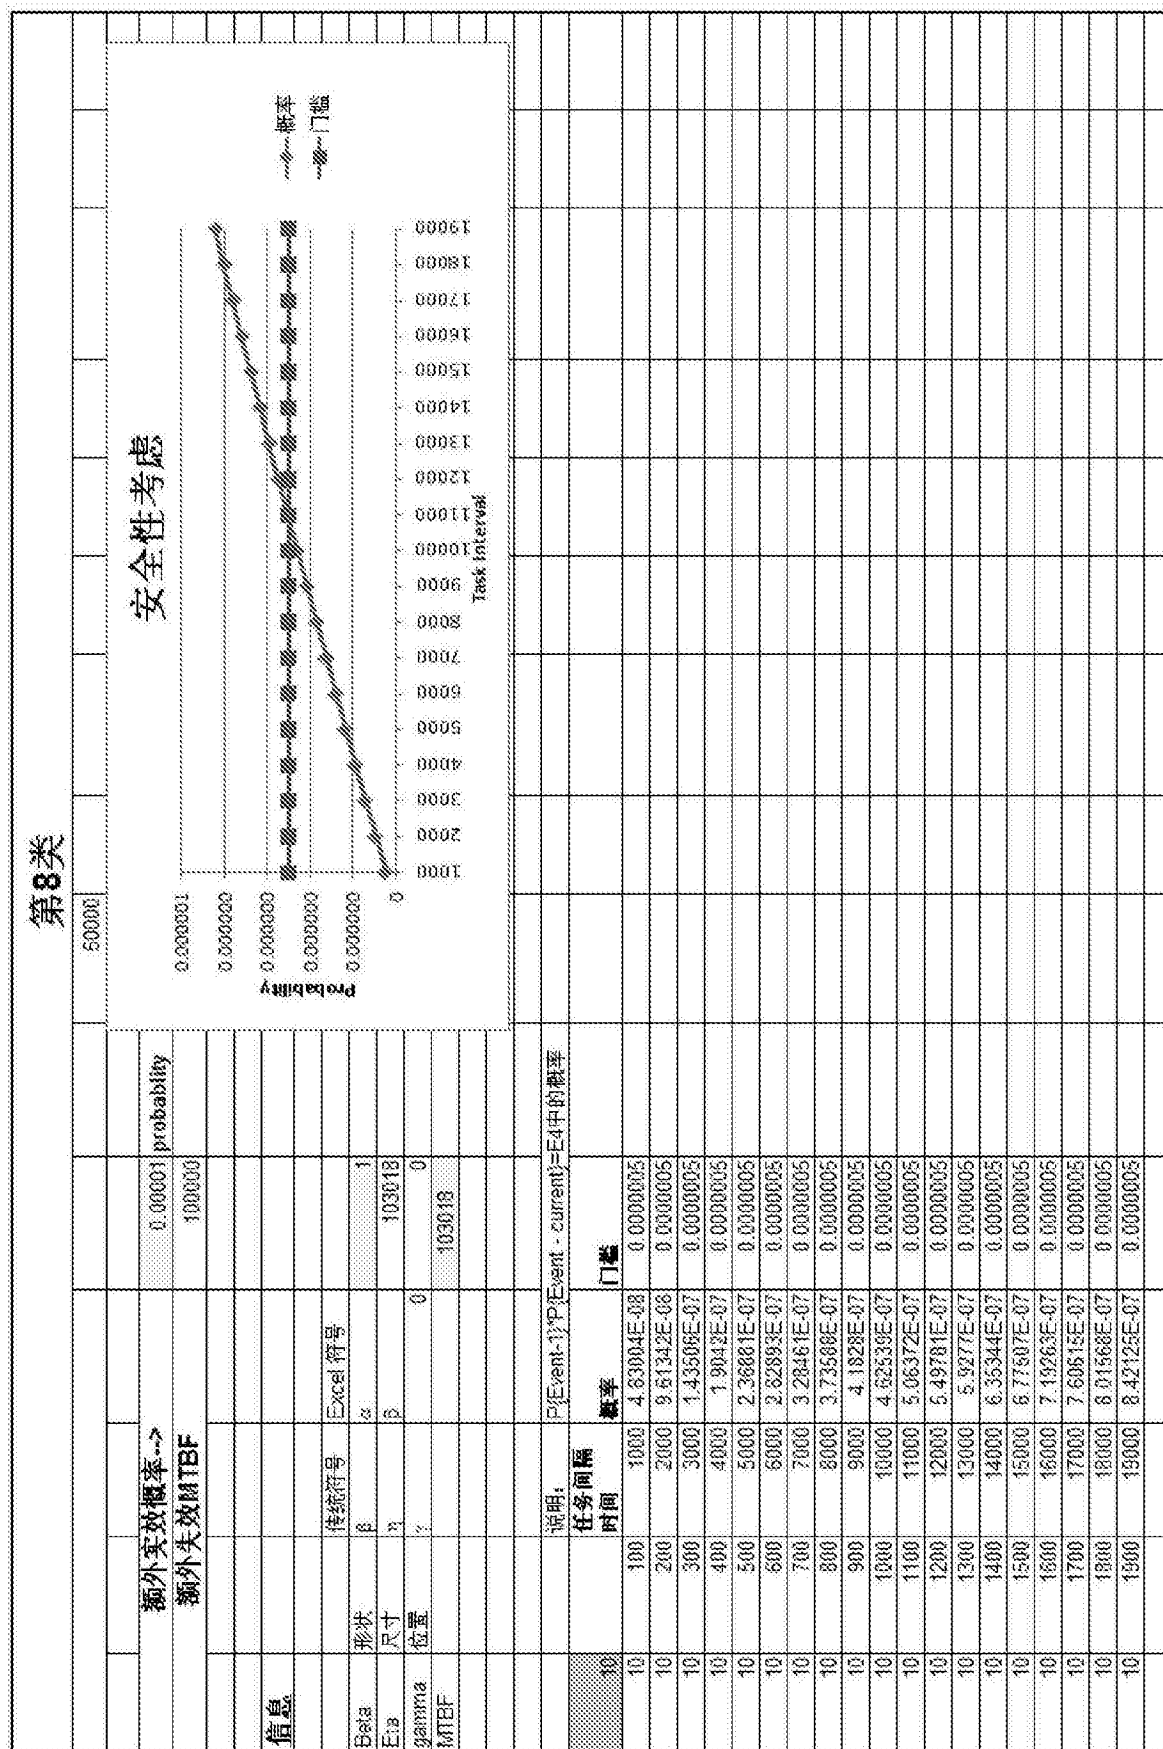 第8类
60000
额外实效概率--> 0.00001 probablity
额外失效MTBF 100000
安全性考虑
0.000001
0.000000
0.000000
0.000000
0.000000
0
Probability
1000 2000 3000 4000 5000 6000 7000 8000 9000 10000 11000 12000 13000 14000 15000 16000 17000 18000 19000
Task Interval
概率
门槛
信息
传统符号 Excel 符号
Beta 形状 β α 1
Eta 尺寸 η β 103018
gamma 位置 γ 0 0
MTBF 103018
说明: P{Event-1}*P{Event - current}=E4中的概率
任务间隔
10 时间 概率 门槛
10 100 1000 4.83004E-08 0.0000005
10 200 2000 9.61342E-08 0.0000005
10 300 3000 1.43506E-07 0.0000005
10 400 4000 1.9042E-07 0.0000005
10 500 5000 2.36881E-07 0.0000005
10 600 6000 2.82893E-07 0.0000005
10 700 7000 3.28461E-07 0.0000005
10 800 8000 3.73588E-07 0.0000005
10 900 9000 4.1828E-07 0.0000005
10 1000 10000 4.62539E-07 0.0000005
10 1100 11000 5.06372E-07 0.0000005
10 1200 12000 5.49781E-07 0.0000005
10 1300 13000 5.9277E-07 0.0000005
10 1400 14000 6.35344E-07 0.0000005
10 1500 15000 6.77507E-07 0.0000005
10 1600 16000 7.19263E-07 0.0000005
10 1700 17000 7.60615E-07 0.0000005
10 1800 18000 8.01568E-07 0.0000005
10 1900 19000 8.42125E-07 0.0000005